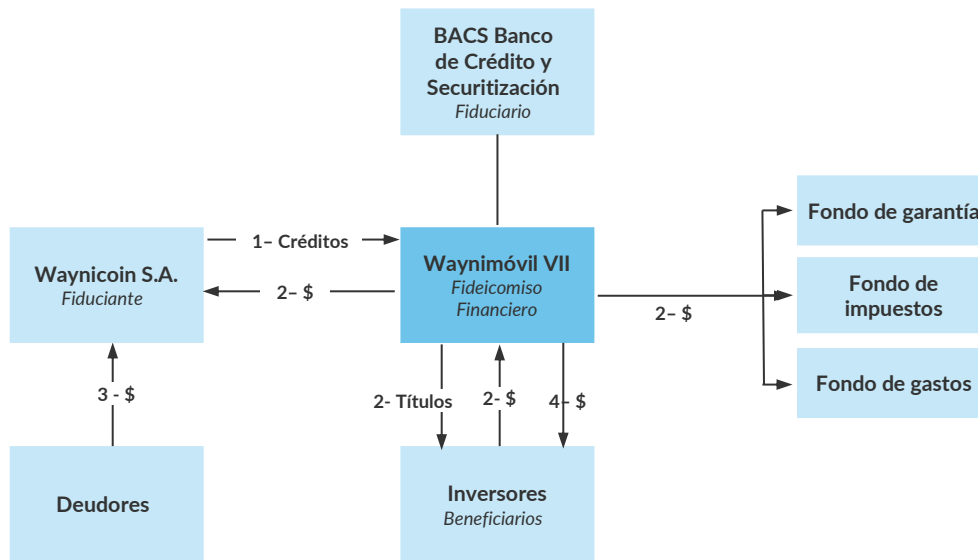 BACS Banco
de Crédito y
Securitización
Fiduciario
Fondo de garantía
1– Créditos
Waynicoin S.A.
Fiduciante
Waynimóvil VII
Fideicomiso
Financiero
2– $
2– $
Fondo de
impuestos
Fondo de gastos
3 - $
2- Títulos
2- $
4– $
Deudores
Inversores
Beneficiarios